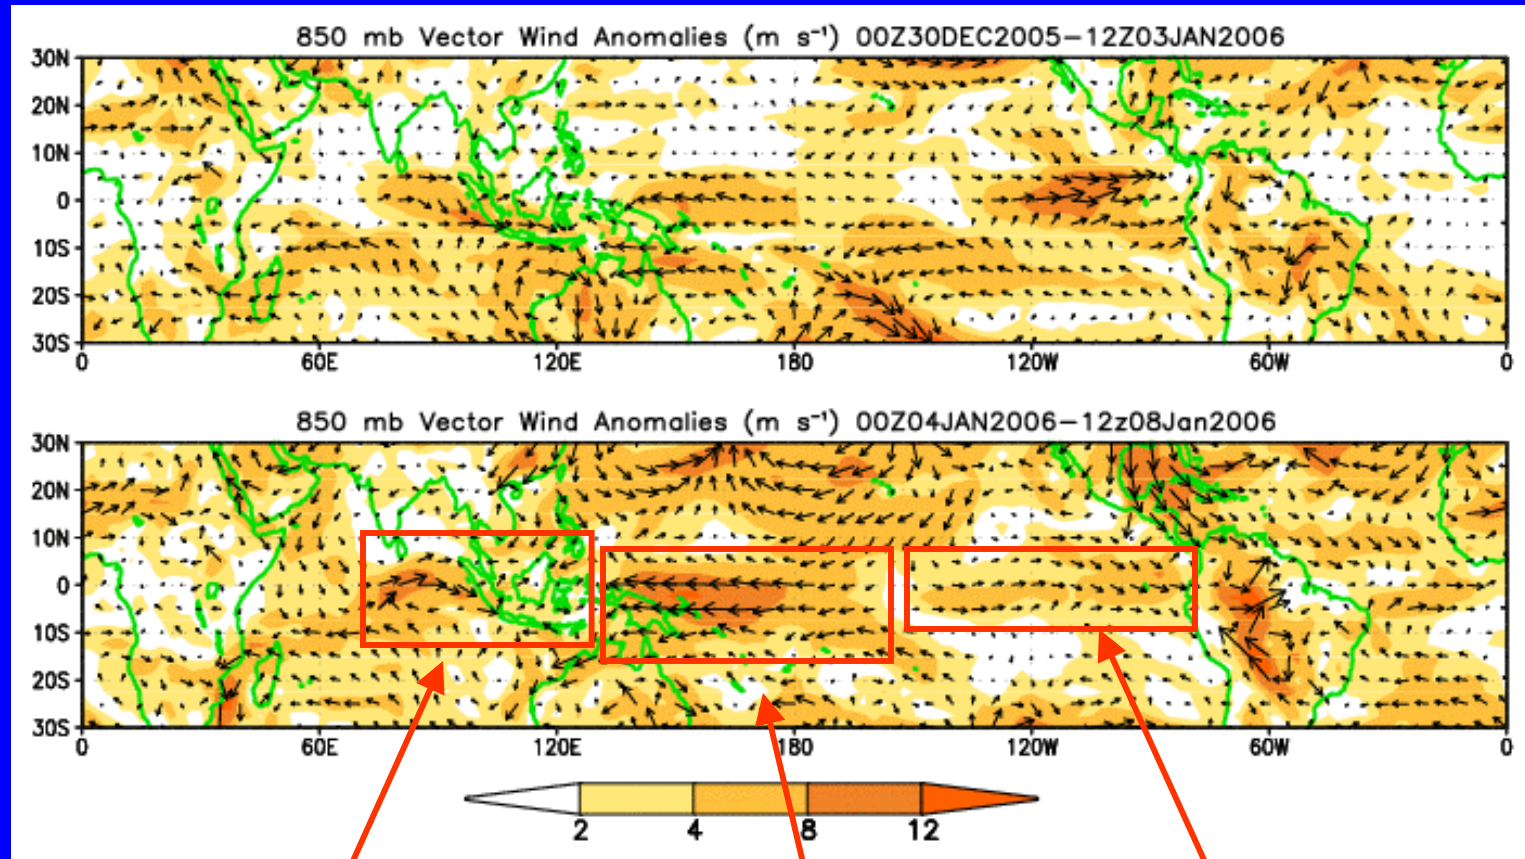 850 mb Vector Wind Anomalies (m s⁻¹) 00Z30DEC2005–12Z03JAN2006
30N
20N
10N
0
10S
20S
30S
0 60E 120E 180 120W 60W 0
850 mb Vector Wind Anomalies (m s⁻¹) 00Z04JAN2006–12z08Jan2006
30N
20N
10N
0
10S
20S
30S
0 60E 120E 180 120W 60W 0
2 4 8 12